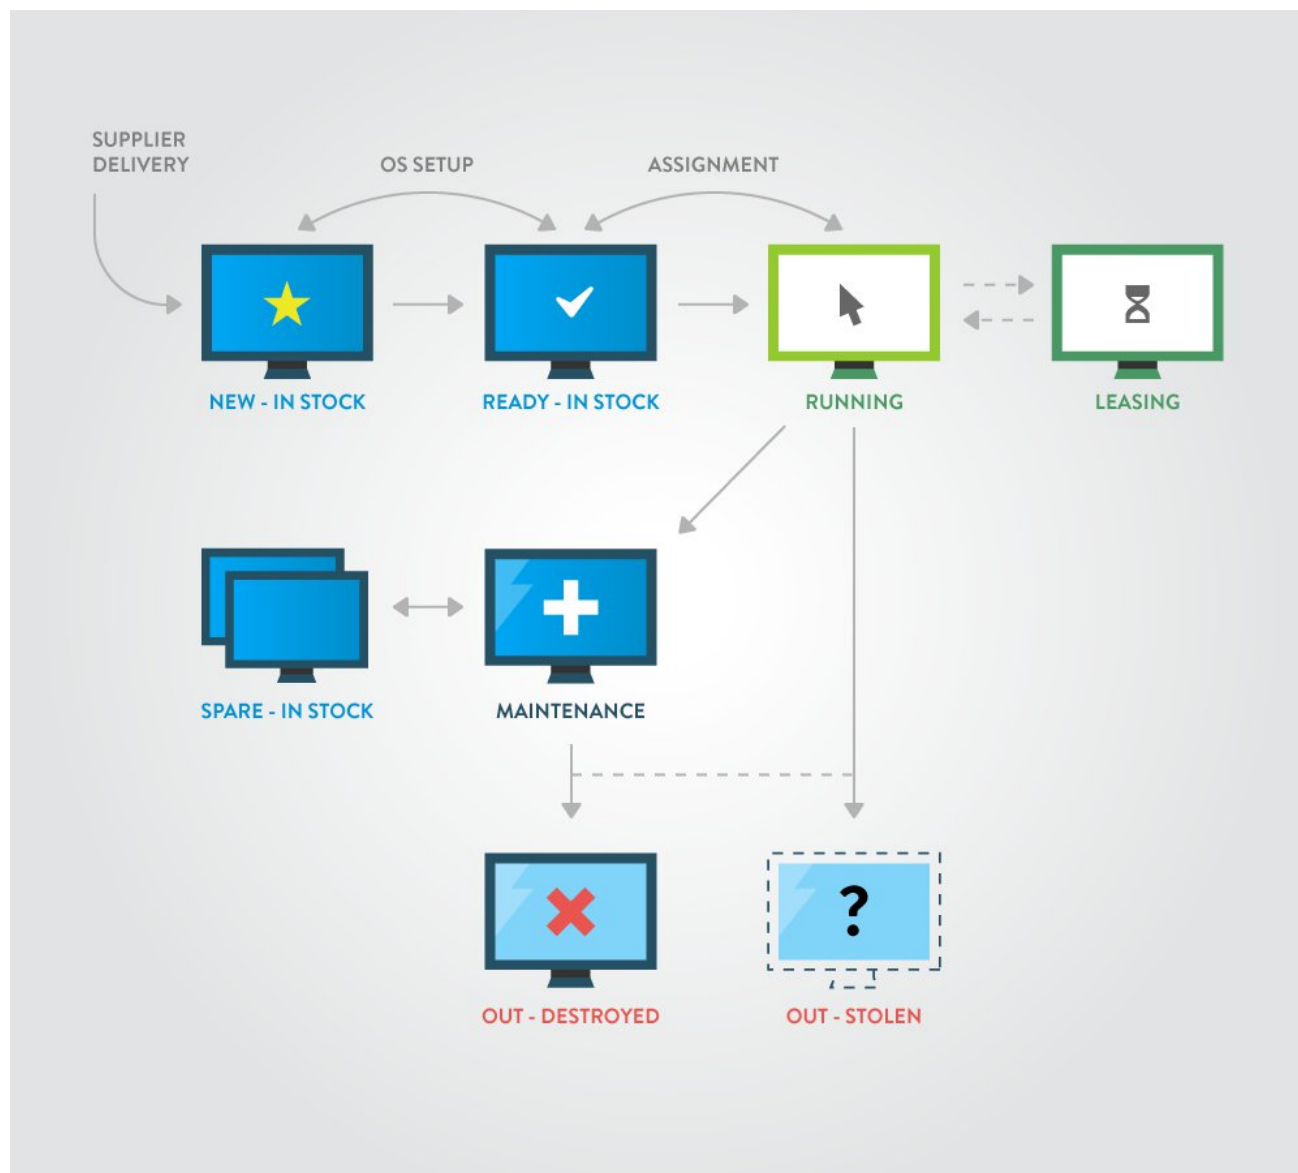 SUPPLIER
DELIVERY
OS SETUP
ASSIGNMENT
NEW - IN STOCK
READY - IN STOCK
RUNNING
LEASING
SPARE - IN STOCK
MAINTENANCE
?
OUT - DESTROYED
OUT - STOLEN